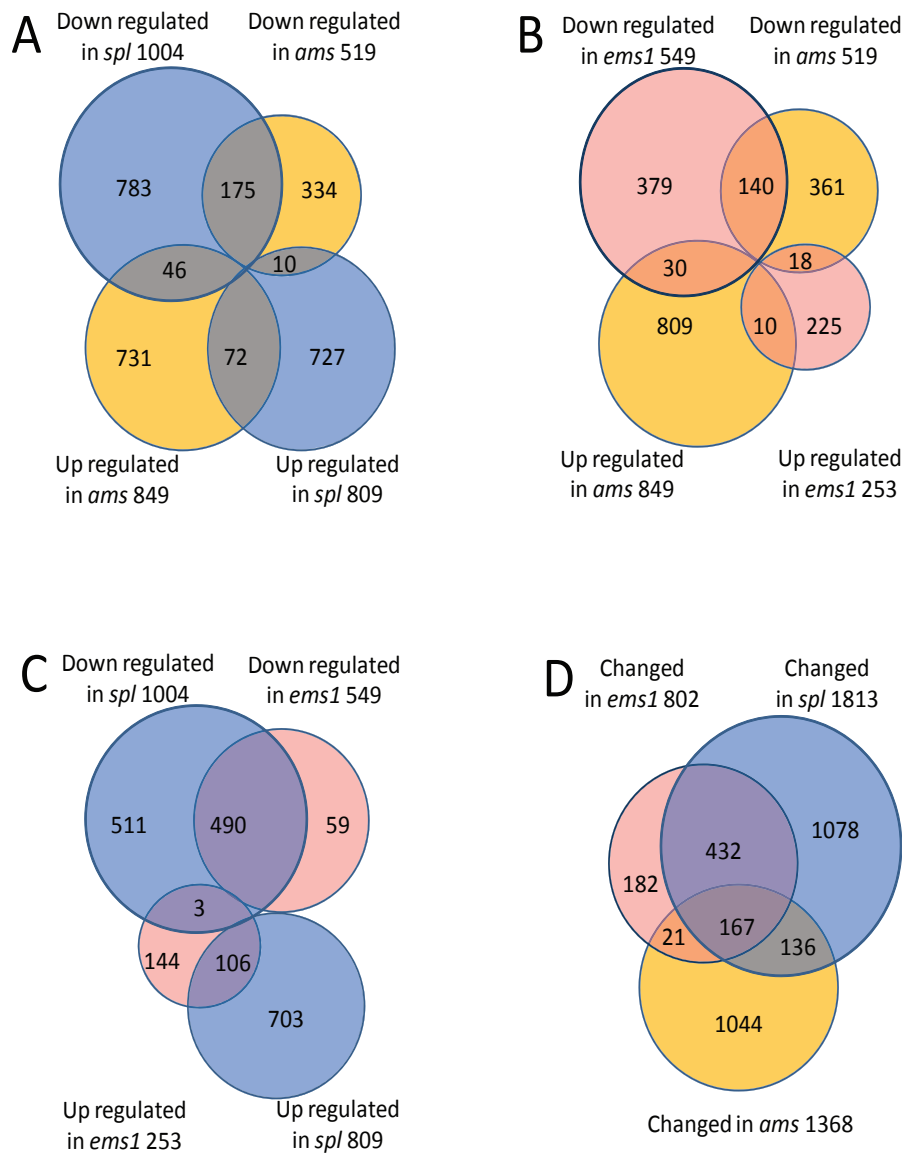 A
Down regulated
in spl 1004
Down regulated
in ams 519
783
175
334
46
10
731
72
727
Up regulated
in ams 849
Up regulated
in spl 809
B
Down regulated
in ems1 549
Down regulated
in ams 519
379
140
361
30
18
809
10
225
Up regulated
in ams 849
Up regulated
in ems1 253
C
Down regulated
in spl 1004
Down regulated
in ems1 549
511
490
59
3
144
106
703
Up regulated
in ems1 253
Up regulated
in spl 809
D
Changed
in ems1 802
Changed
in spl 1813
1078
432
182
167
21
136
1044
Changed in ams 1368